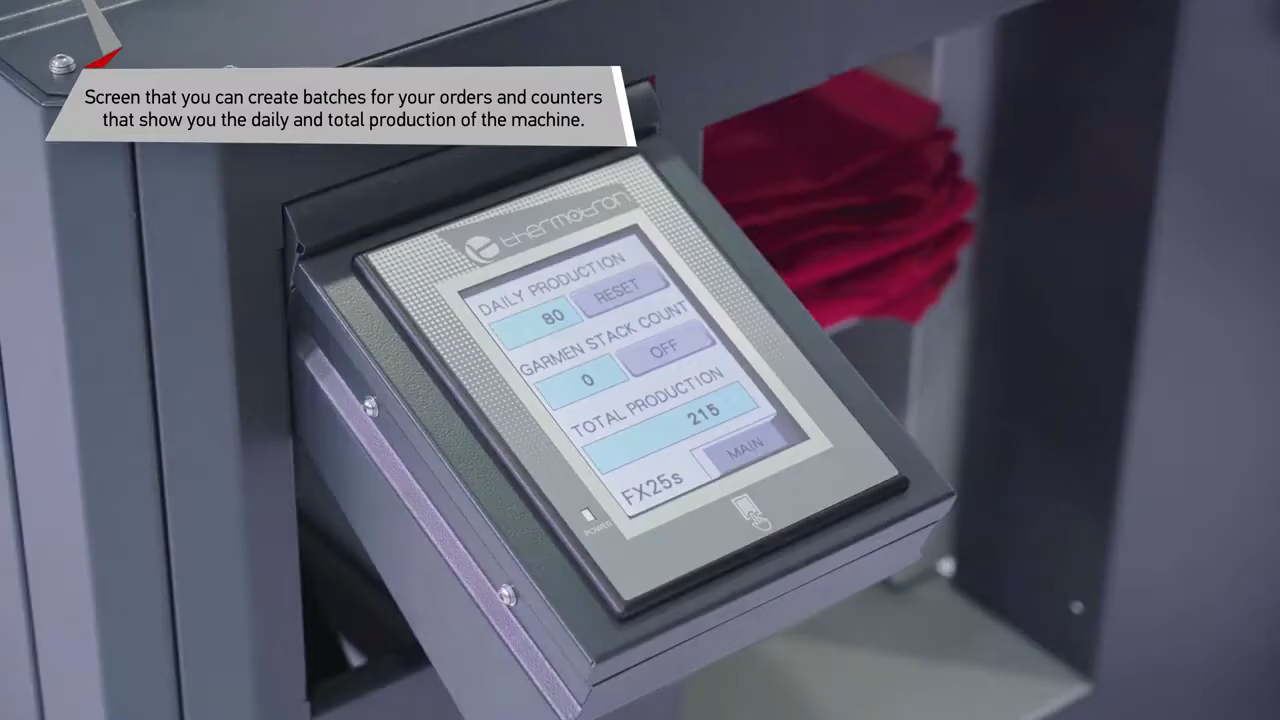 Screen that you can create batches for your orders and counters
that show you the daily and total production of the machine.
thermotron
DAILY PRODUCTION
80 RESET
GARMEN STACK COUNT
0 OFF
TOTAL PRODUCTION
215
FX25s MAIN
POWER